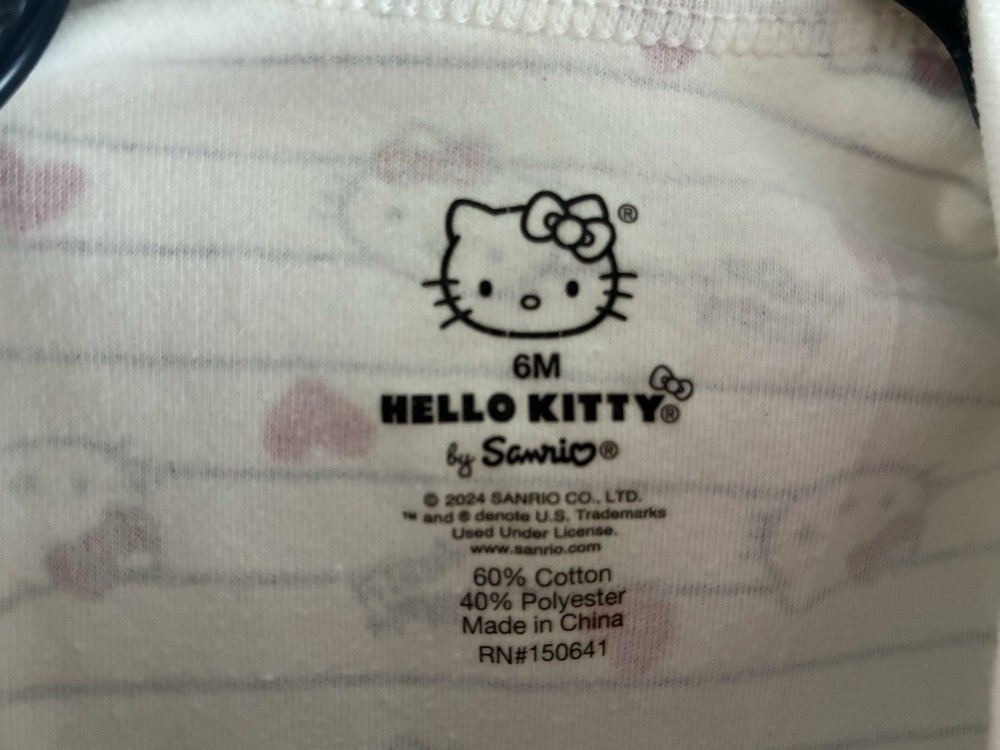 ®
6M
HELLO KITTY®
by Sanrio®
© 2024 SANRIO CO., LTD.
™ and ® denote U.S. Trademarks
Used Under License.
www.sanrio.com
60% Cotton
40% Polyester
Made in China
RN#150641